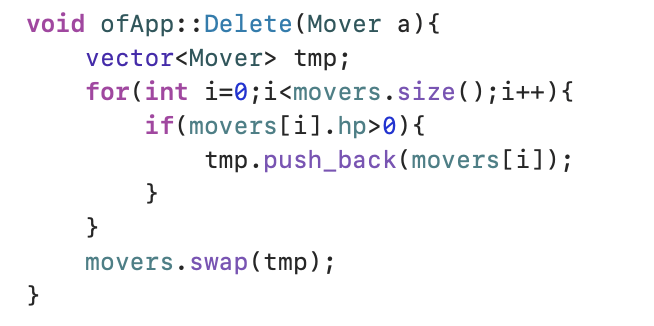 void ofApp::Delete(Mover a){
    vector<Mover> tmp;
    for(int i=0;i<movers.size();i++){
        if(movers[i].hp>0){
            tmp.push_back(movers[i]);
        }
    }
    movers.swap(tmp);
}